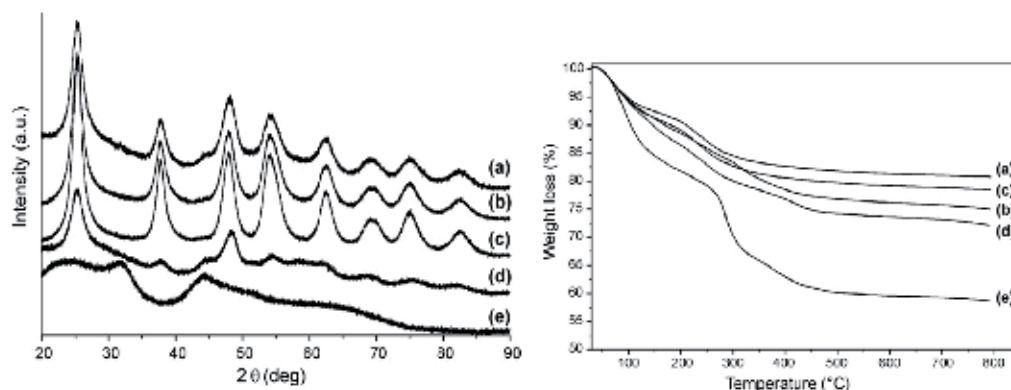 Intensity (a.u.)
(a)
(b)
(c)
(d)
(e)
20 30 40 50 60 70 80 90
2 θ (deg)
Weight loss (%)
100
95
90
85
80
75
70
65
60
55
50
(a)
(c)
(b)
(d)
(e)
100 200 300 400 500 600 700 800
Temperature (°C)